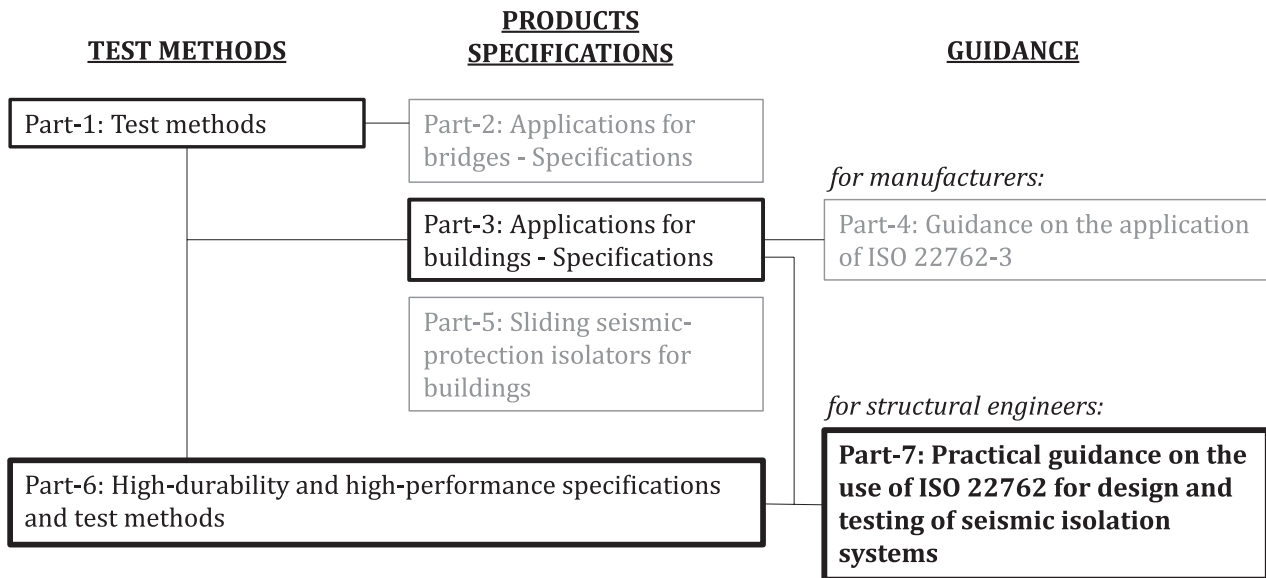 TEST METHODS
PRODUCTS
SPECIFICATIONS
GUIDANCE
Part-1: Test methods
Part-2: Applications for
bridges - Specifications
for manufacturers:
Part-3: Applications for
buildings - Specifications
Part-4: Guidance on the application
of ISO 22762-3
Part-5: Sliding seismic-
protection isolators for
buildings
for structural engineers:
Part-6: High-durability and high-performance specifications
and test methods
Part-7: Practical guidance on the
use of ISO 22762 for design and
testing of seismic isolation
systems